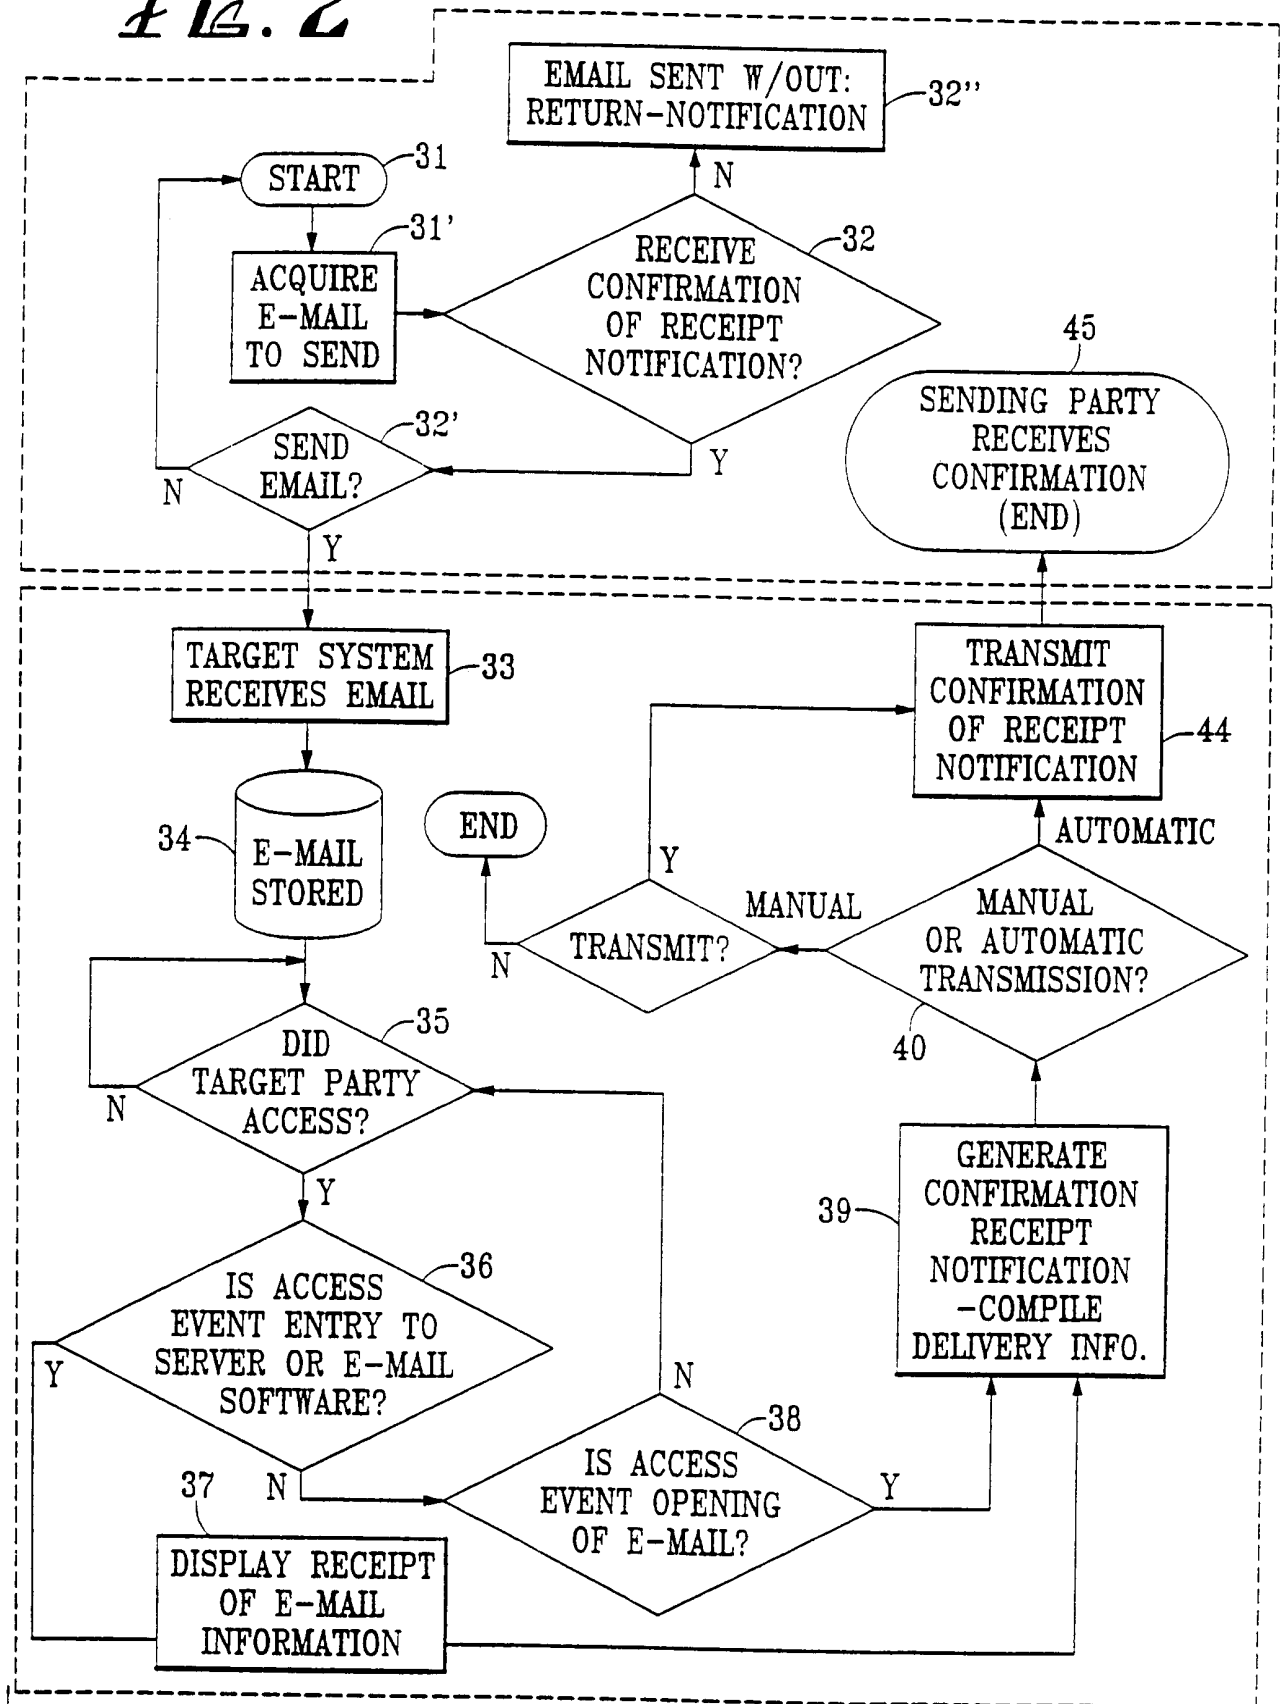 FIG. 2
EMAIL SENT W/OUT:
RETURN-NOTIFICATION
32''
N
START
31
31'
ACQUIRE
E-MAIL
TO SEND
RECEIVE
CONFIRMATION
OF RECEIPT
NOTIFICATION?
32
Y
SEND
EMAIL?
32'
N
Y
45
SENDING PARTY
RECEIVES
CONFIRMATION
(END)
TARGET SYSTEM
RECEIVES EMAIL
33
TRANSMIT
CONFIRMATION
OF RECEIPT
NOTIFICATION
44
34
E-MAIL
STORED
END
Y
AUTOMATIC
N
TRANSMIT?
MANUAL
MANUAL
OR AUTOMATIC
TRANSMISSION?
40
DID
TARGET PARTY
ACCESS?
35
N
Y
GENERATE
CONFIRMATION
RECEIPT
NOTIFICATION
-COMPILE
DELIVERY INFO.
39
IS ACCESS
EVENT ENTRY TO
SERVER OR E-MAIL
SOFTWARE?
36
Y
N
N
IS ACCESS
EVENT OPENING
OF E-MAIL?
38
Y
37
DISPLAY RECEIPT
OF E-MAIL
INFORMATION